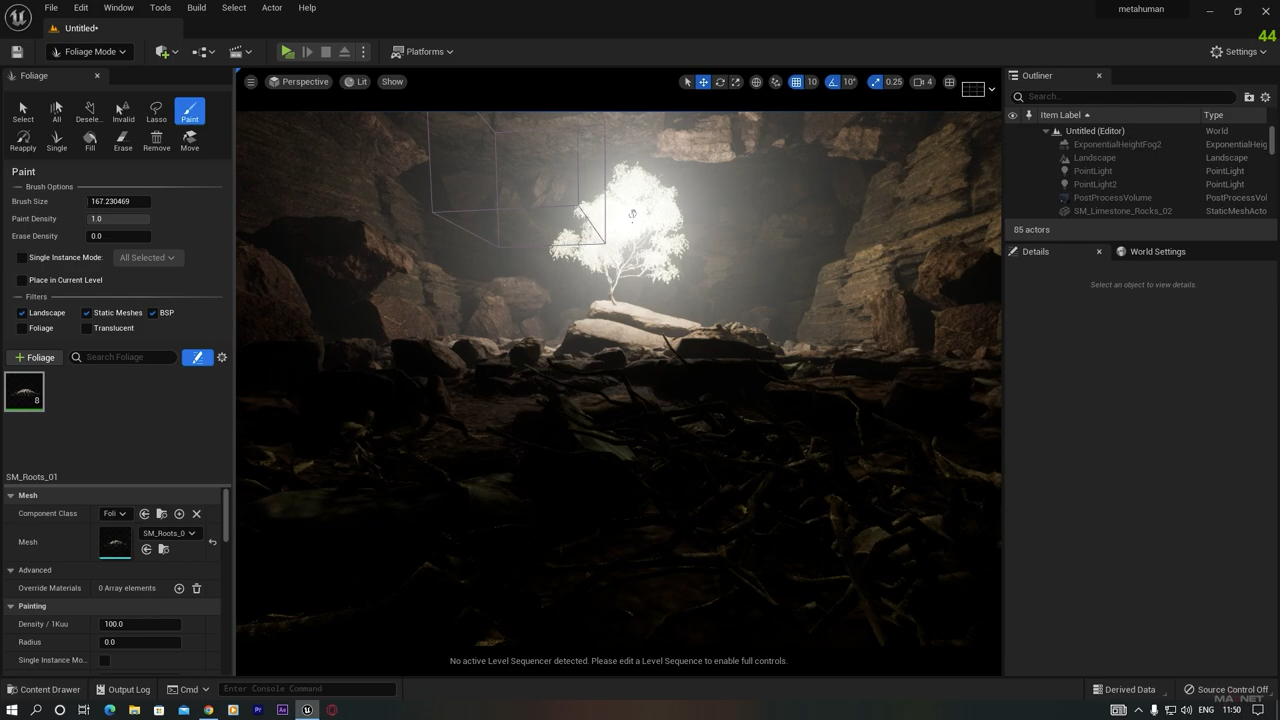 File Edit Window Tools Build Select Actor Help
metahuman
Untitled*
44
Foliage Mode
Platforms
Settings
Foliage
Perspective Lit Show
10 10° 0.25 4
Outliner
Search...
Item Label Type
Select All Desele... Invalid Lasso Paint
Reapply Single Fill Erase Remove Move
Untitled (Editor) World
ExponentialHeightFog2 ExponentialHeig
Landscape Landscape
PointLight PointLight
PointLight2 PointLight
PostProcessVolume PostProcessVol
SM_Limestone_Rocks_02 StaticMeshActo
85 actors
Details World Settings
Select an object to view details.
Paint
Brush Options
Brush Size 167.230469
Paint Density 1.0
Erase Density 0.0
Single Instance Mode: All Selected
Place in Current Level
Filters
Landscape Static Meshes BSP
Foliage Translucent
+ Foliage Search Foliage
8
SM_Roots_01
Mesh
Component Class Foli
Mesh SM_Roots_0
Advanced
Override Materials 0 Array elements
Painting
Density / 1Kuu 100.0
Radius 0.0
Single Instance Mo...
No active Level Sequencer detected. Please edit a Level Sequence to enable full controls.
Content Drawer Output Log Cmd Enter Console Command
Derived Data Source Control Off
ENG 11:50